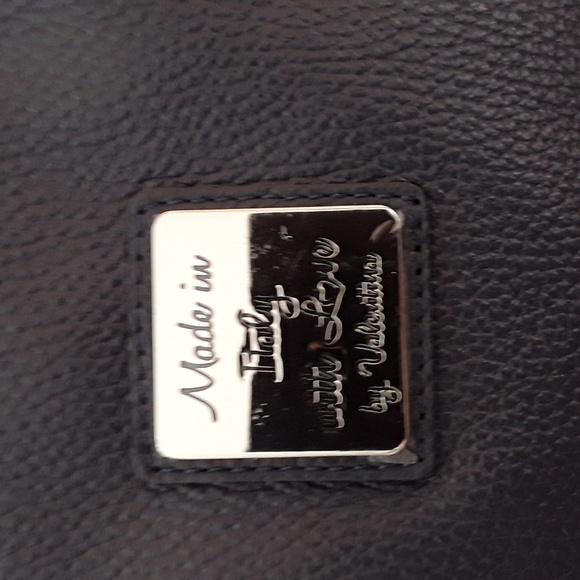 Made in
Italy
with Love
by Valentina